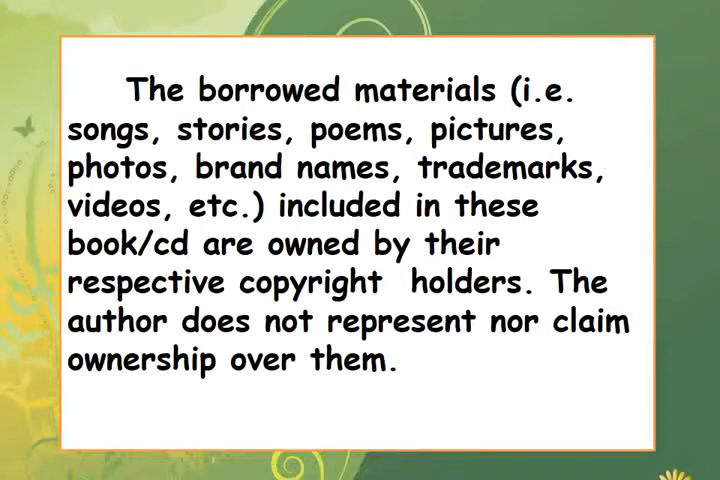 The borrowed materials (i.e.
songs, stories, poems, pictures,
photos, brand names, trademarks,
videos, etc.) included in these
book/cd are owned by their
respective copyright holders. The
author does not represent nor claim
ownership over them.